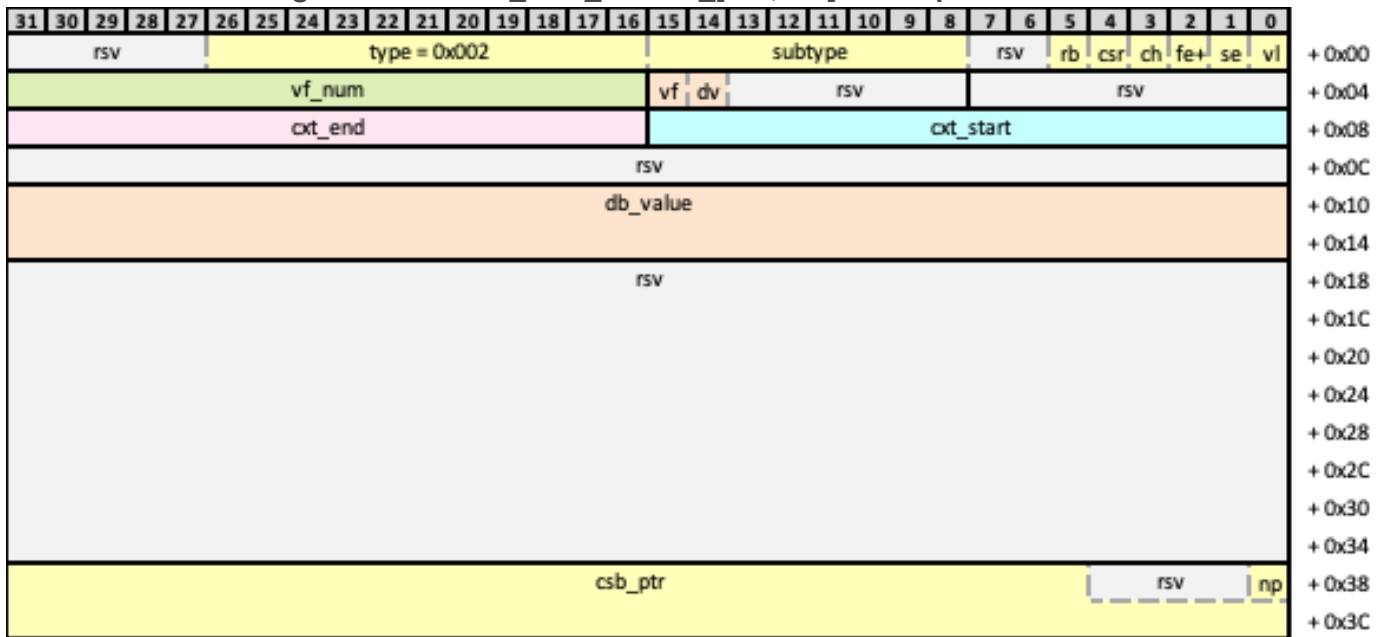 31 30 29 28 27 26 25 24 23 22 21 20 19 18 17 16 15 14 13 12 11 10 9 8 7 6 5 4 3 2 1 0
rsv type = 0x002 subtype rsv rb csr ch fe+ se vl + 0x00
vf_num vf dv rsv rsv + 0x04
cxt_end cxt_start + 0x08
rsv + 0x0C
db_value + 0x10
+ 0x14
rsv + 0x18
+ 0x1C
+ 0x20
+ 0x24
+ 0x28
+ 0x2C
+ 0x30
+ 0x34
csb_ptr rsv np + 0x38
+ 0x3C